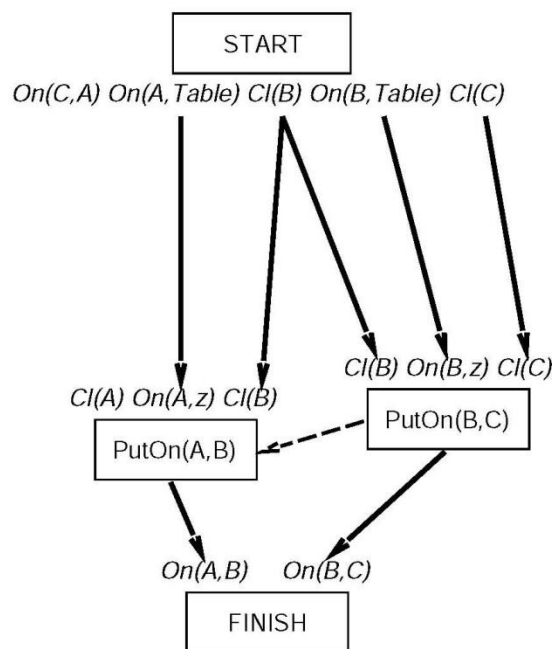 START
On(C,A) On(A,Table) Cl(B) On(B,Table) Cl(C)
Cl(B) On(B,z) Cl(C)
Cl(A) On(A,z) Cl(B)
PutOn(B,C)
PutOn(A,B)
On(A,B) On(B,C)
FINISH